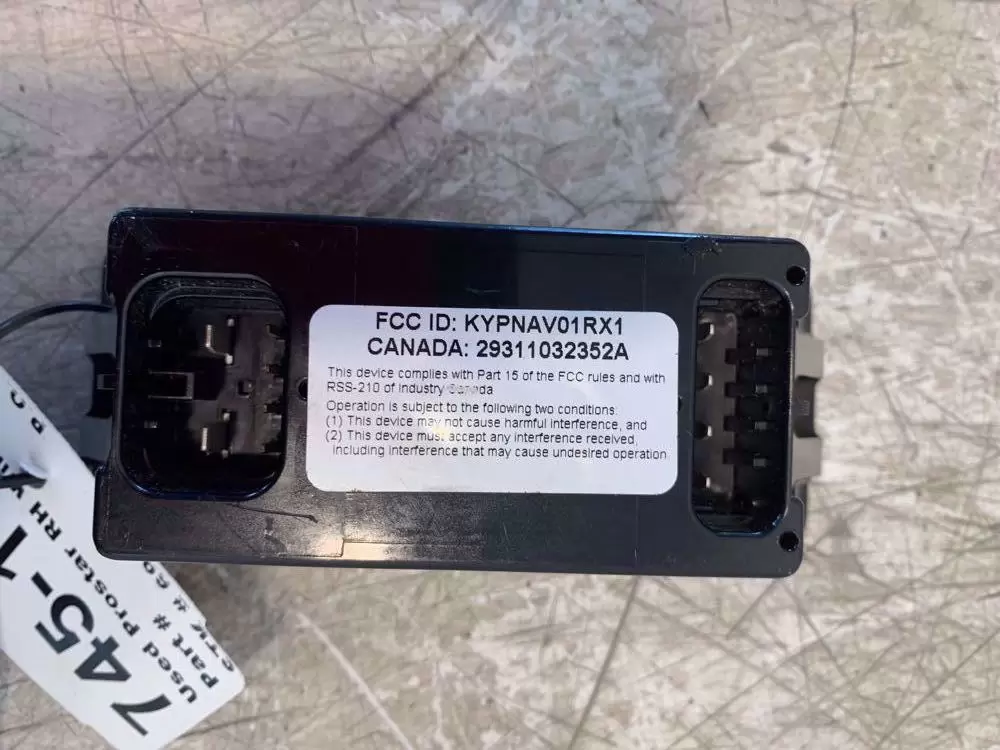 FCC ID: KYPNAV01RX1
CANADA: 29311032352A
This device complies with Part 15 of the FCC rules and with
RSS-210 of Industry Canada
Operation is subject to the following two conditions:
(1) This device may not cause harmful interference, and
(2) This device must accept any interference received,
including interference that may cause undesired operation
745-1
Used Prostar RH
Part #
STK # 60